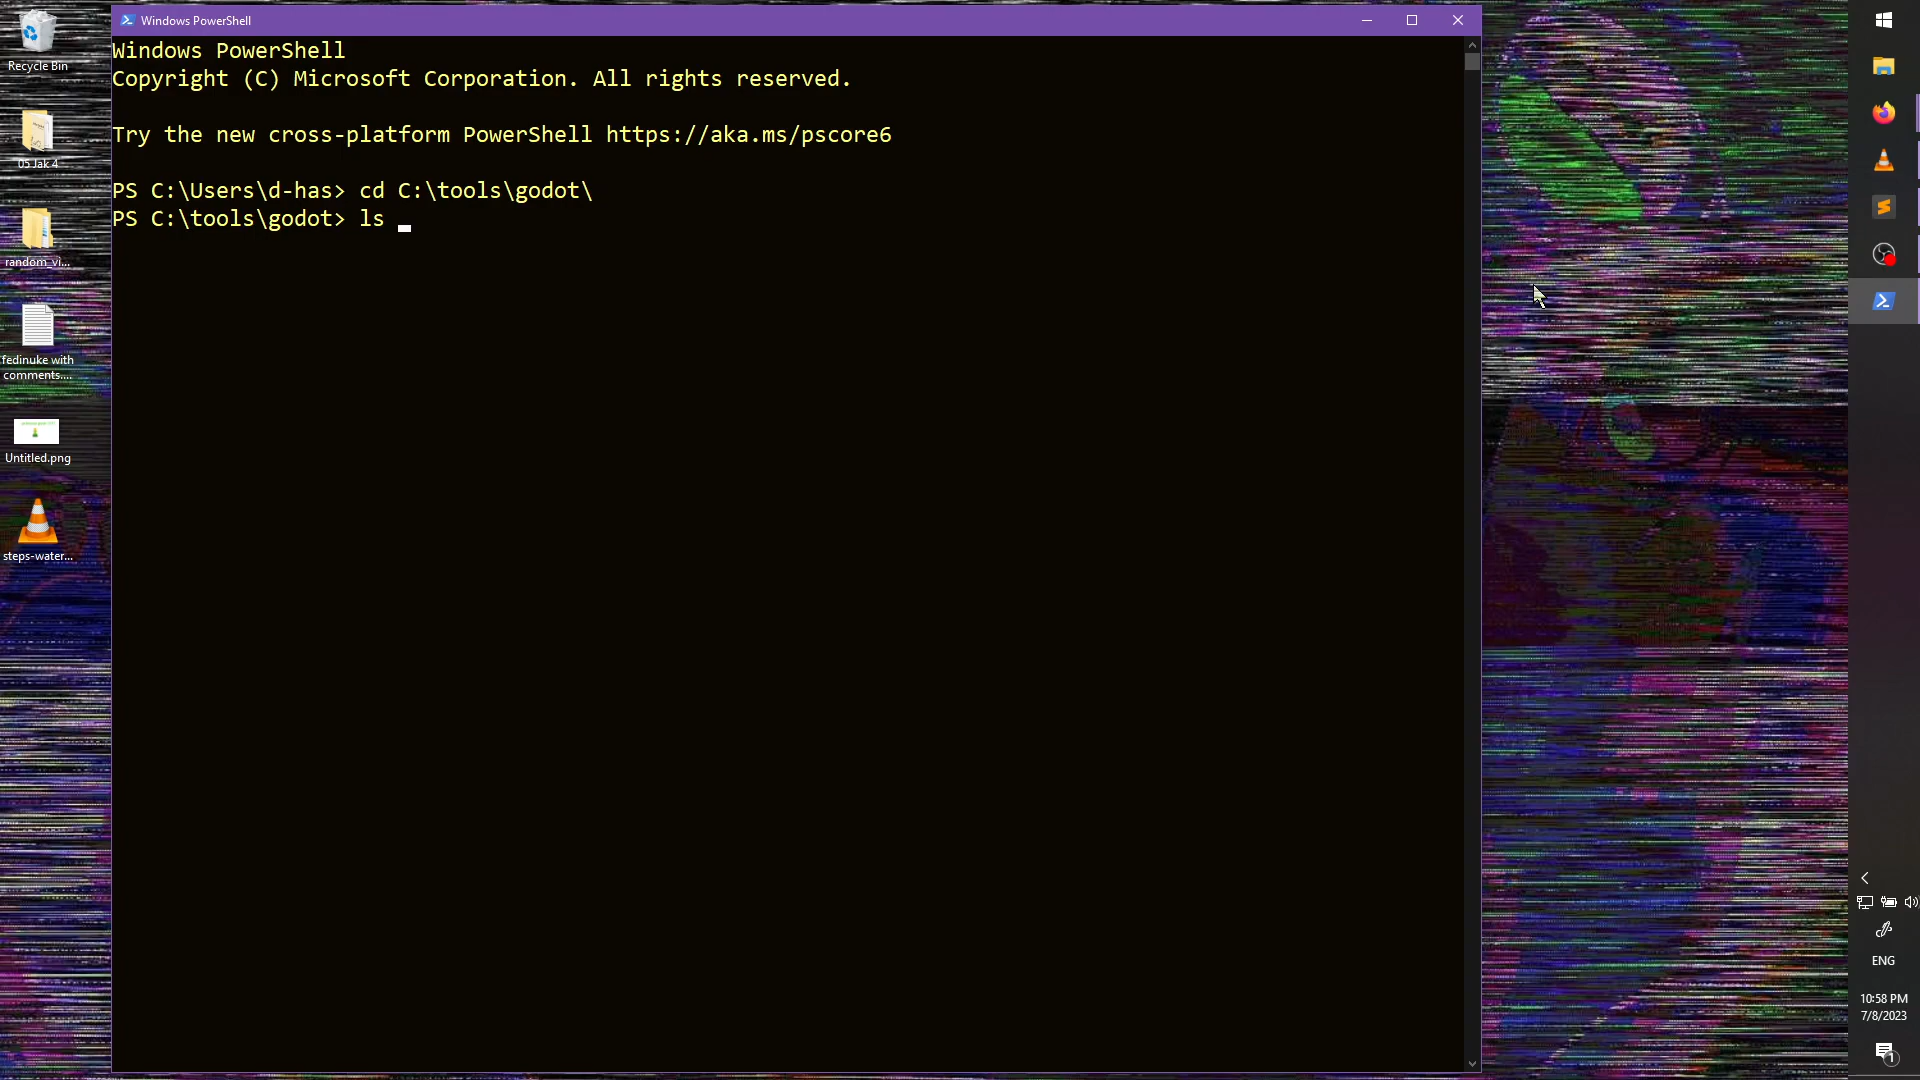 Windows PowerShell
Windows PowerShell
Copyright (C) Microsoft Corporation. All rights reserved.
Try the new cross-platform PowerShell https://aka.ms/pscore6
PS C:\Users\d-has> cd C:\tools\godot\
PS C:\tools\godot> ls
Recycle Bin
05 Jak 4
random_vi...
fedinuke with
comments....
Untitled.png
steps-water...
ENG
10:58 PM
7/8/2023
1